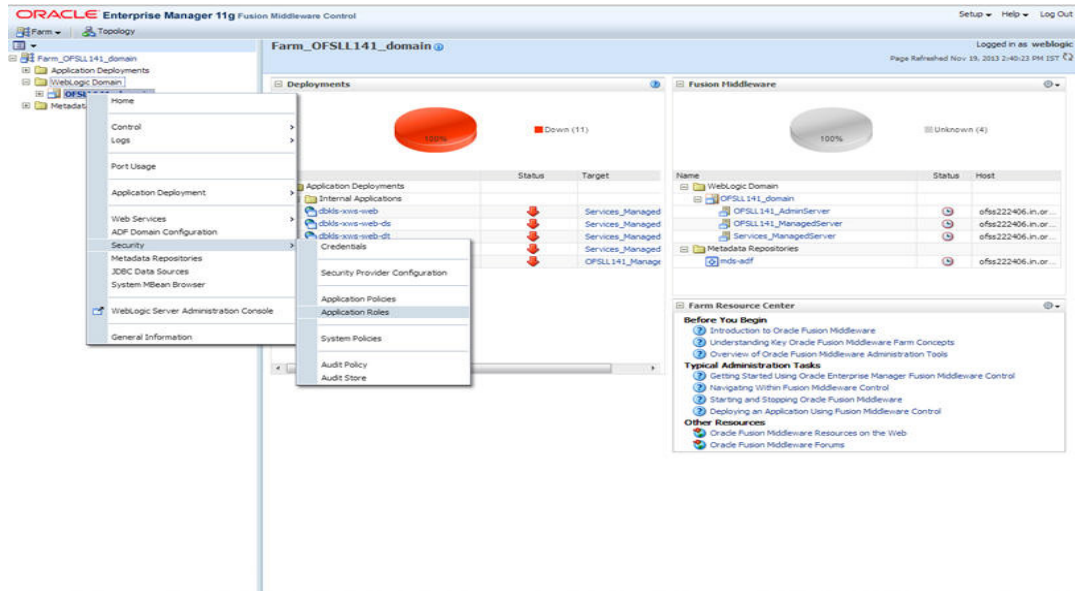 ORACLE Enterprise Manager 11g Fusion Middleware Control
Setup Help Log Out
Farm Topology
Farm_OFSLL141_domain
Logged in as weblogic
Page Refreshed Nov 19, 2013 2:40:23 PM IST
Farm_OFSLL141_domain
Application Deployments
WebLogic Domain
OFSL
Metadat
Home
Control
Logs
Port Usage
Application Deployment
Web Services
ADF Domain Configuration
Security
Metadata Repositories
JDBC Data Sources
System MBean Browser
WebLogic Server Administration Console
General Information
Credentials
Security Provider Configuration
Application Policies
Application Roles
System Policies
Audit Policy
Audit Store
Deployments
100%
Down (11)
Status Target
Application Deployments
Internal Applications
dbkls-xws-web Services_Managed
dbkls-xws-web-ds Services_Managed
dbkls-xws-web-dt Services_Managed
Services_Managed
OFSLL141_Manage
Fusion Middleware
100%
Unknown (4)
Name Status Host
WebLogic Domain
OFSLL141_domain
OFSLL141_AdminServer ofss222406.in.or...
OFSLL141_ManagedServer ofss222406.in.or...
Services_ManagedServer ofss222406.in.or...
Metadata Repositories
mds-adf ofss222406.in.or...
Farm Resource Center
Before You Begin
Introduction to Oracle Fusion Middleware
Understanding Key Oracle Fusion Middleware Farm Concepts
Overview of Oracle Fusion Middleware Administration Tools
Typical Administration Tasks
Getting Started Using Oracle Enterprise Manager Fusion Middleware Control
Navigating Within Fusion Middleware Control
Starting and Stopping Oracle Fusion Middleware
Deploying an Application Using Fusion Middleware Control
Other Resources
Oracle Fusion Middleware Resources on the Web
Oracle Fusion Middleware Forums